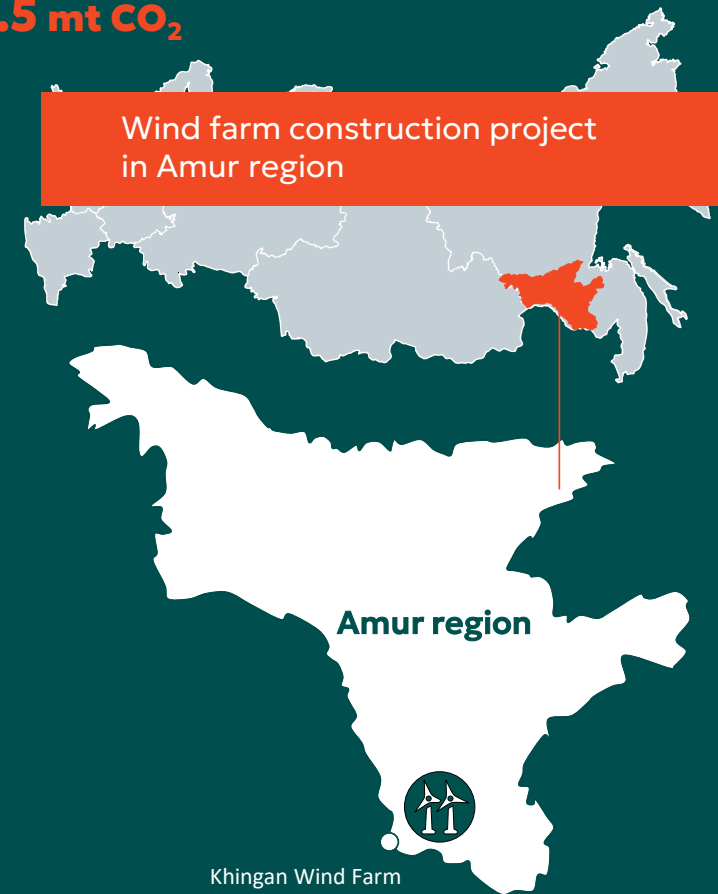 .5 mt CO₂
Wind farm construction project
in Amur region
Amur region
Khingan Wind Farm